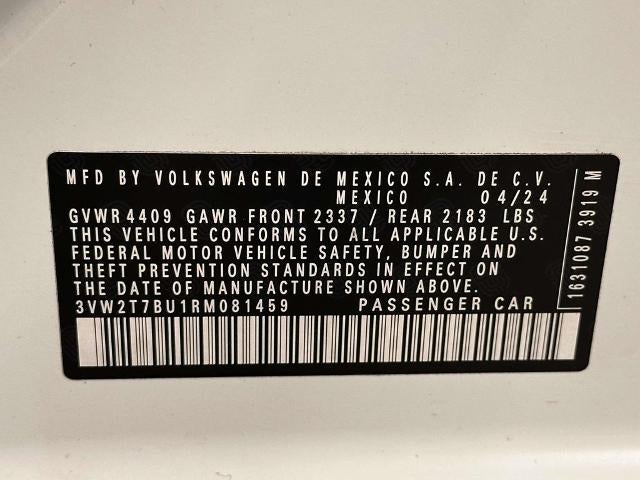 MFD BY VOLKSWAGEN DE MEXICO S.A. DE C.V.
MEXICO 04/24
GVWR 4409 GAWR FRONT 2337 / REAR 2183 LBS
THIS VEHICLE CONFORMS TO ALL APPLICABLE U.S.
FEDERAL MOTOR VEHICLE SAFETY, BUMPER AND
THEFT PREVENTION STANDARDS IN EFFECT ON
THE DATE OF MANUFACTURE SHOWN ABOVE.
3VW2T7BU1RM081459 PASSENGER CAR
1631087 3919 M